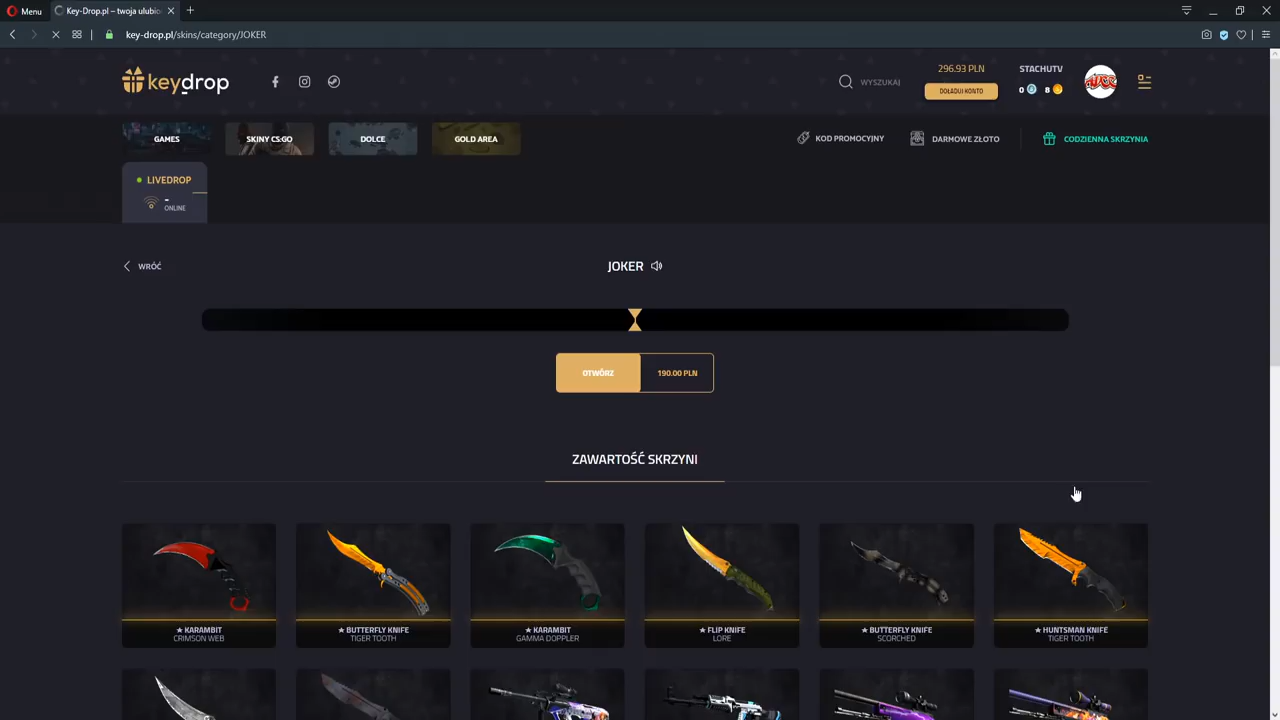 Menu
Key-Drop.pl – twoja ulubio
key-drop.pl/skins/category/JOKER
keydrop
WYSZUKAJ
296.93 PLN
DOŁADUJ KONTO
STACHUTV
0 8
GAMES
SKINY CS:GO
DOLCE
GOLD AREA
KOD PROMOCYJNY
DARMOWE ZŁOTO
CODZIENNA SKRZYNIA
LIVEDROP
-
ONLINE
WRÓĆ
JOKER
OTWÓRZ
190.00 PLN
ZAWARTOŚĆ SKRZYNI
★ KARAMBIT
CRIMSON WEB
★ BUTTERFLY KNIFE
TIGER TOOTH
★ KARAMBIT
GAMMA DOPPLER
★ FLIP KNIFE
LORE
★ BUTTERFLY KNIFE
SCORCHED
★ HUNTSMAN KNIFE
TIGER TOOTH